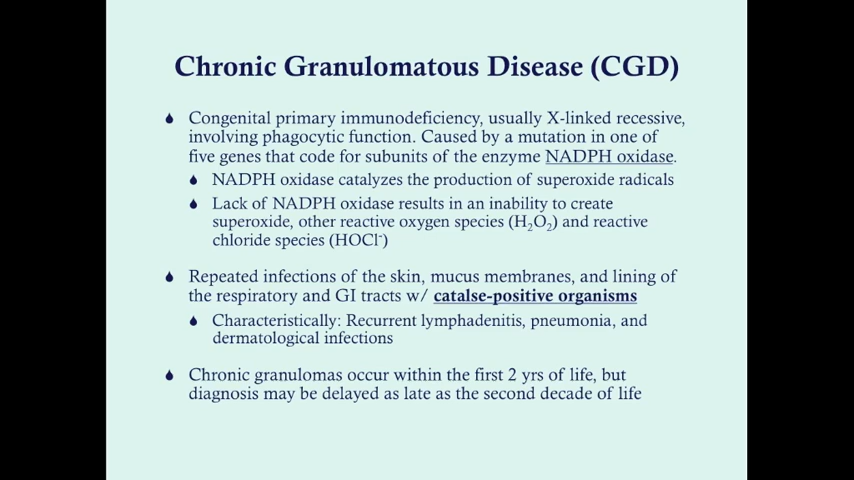 Chronic Granulomatous Disease (CGD)
Congenital primary immunodeficiency, usually X-linked recessive,
involving phagocytic function. Caused by a mutation in one of
five genes that code for subunits of the enzyme NADPH oxidase.
NADPH oxidase catalyzes the production of superoxide radicals
Lack of NADPH oxidase results in an inability to create
superoxide, other reactive oxygen species (H₂O₂) and reactive
chloride species (HOCl⁻)
Repeated infections of the skin, mucus membranes, and lining of
the respiratory and GI tracts w/ catalse-positive organisms
Characteristically: Recurrent lymphadenitis, pneumonia, and
dermatological infections
Chronic granulomas occur within the first 2 yrs of life, but
diagnosis may be delayed as late as the second decade of life